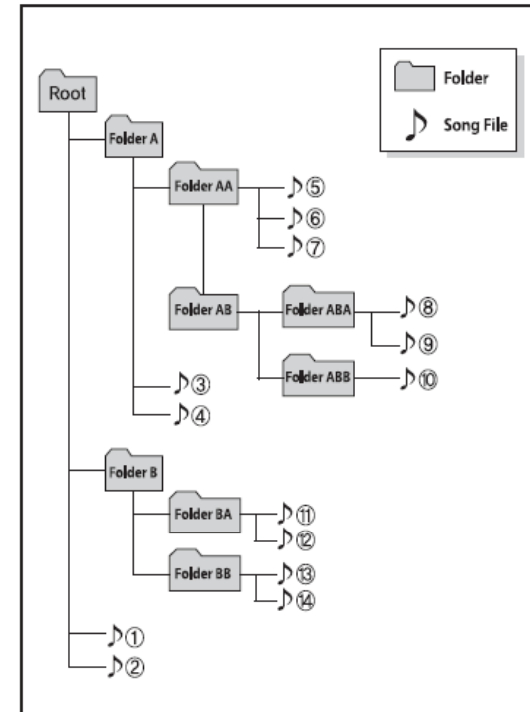 Folder
Song File
Root
Folder A
Folder AA
⑤
⑥
⑦
Folder AB
Folder ABA
⑧
⑨
Folder ABB
⑩
③
④
Folder B
Folder BA
⑪
⑫
Folder BB
⑬
⑭
①
②